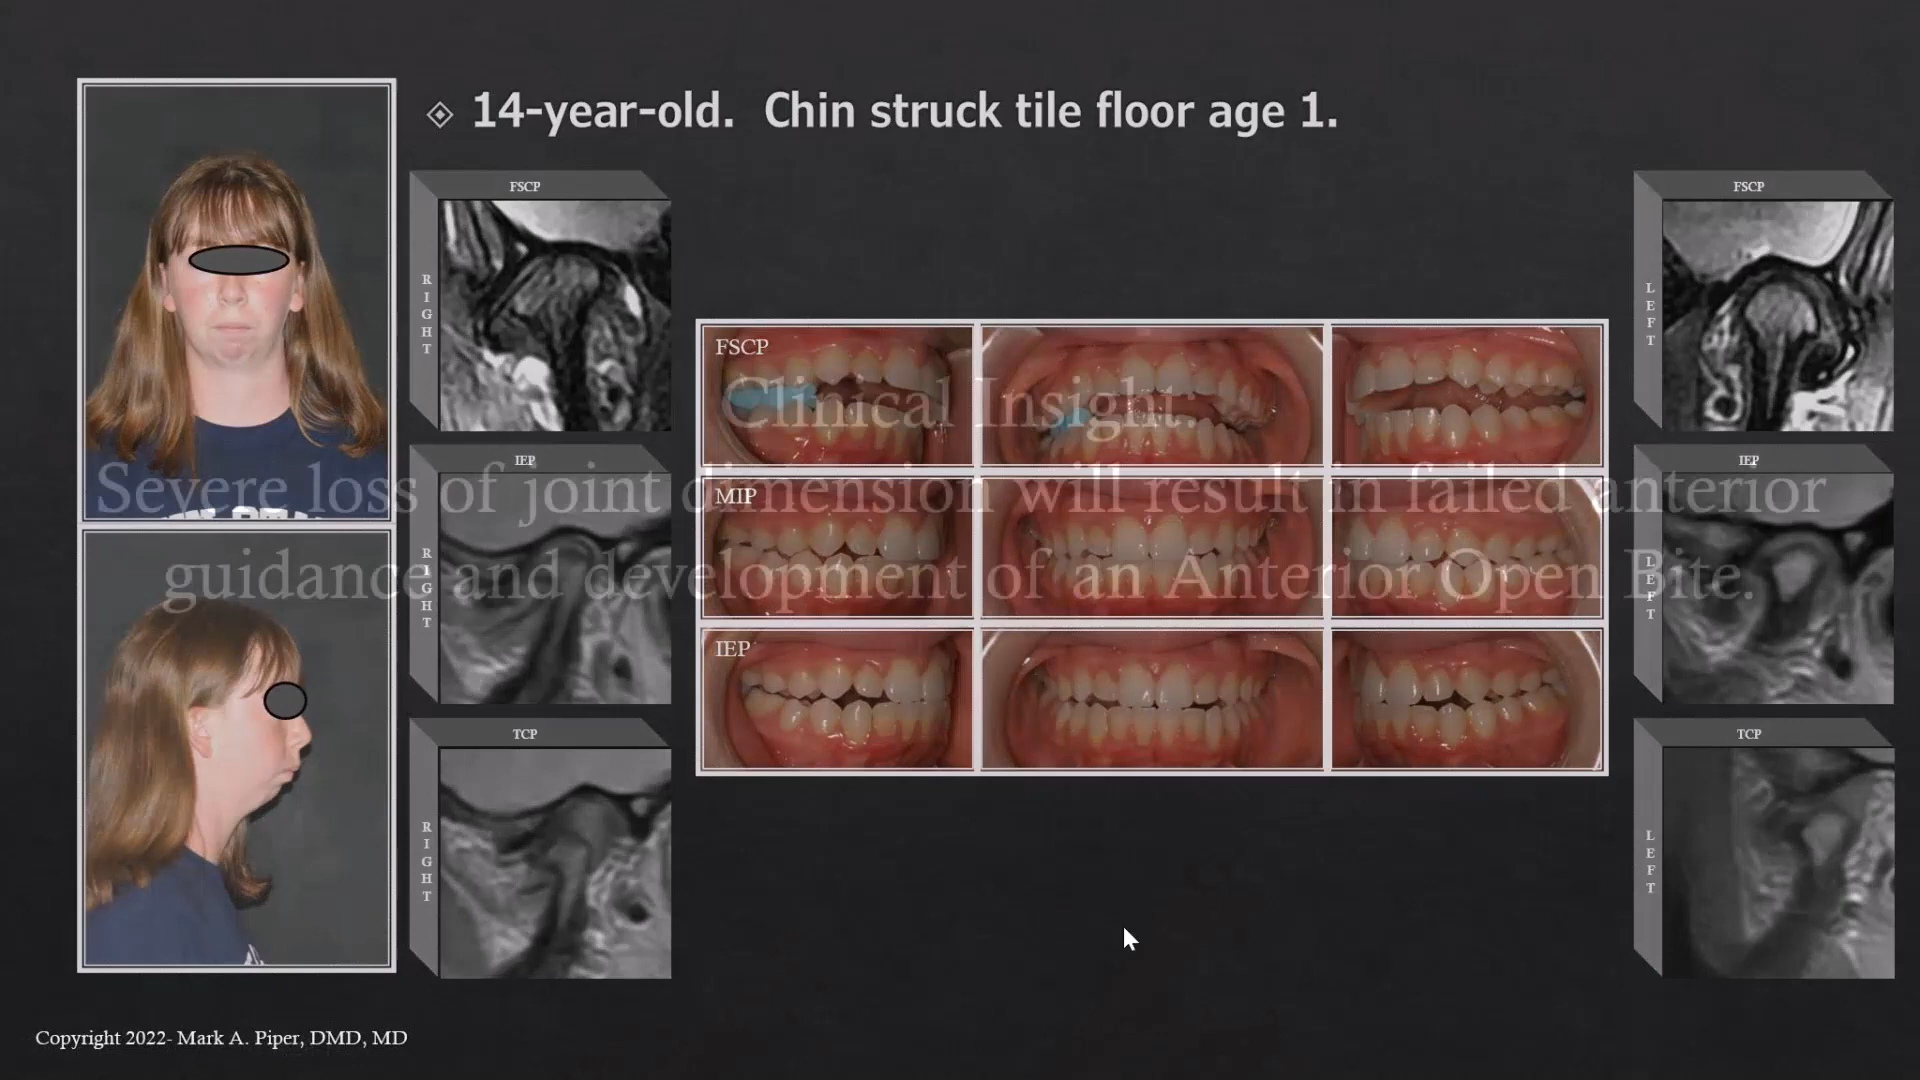 14-year-old. Chin struck tile floor age 1.
FSCP
RIGHT
IEP
RIGHT
TCP
RIGHT
FSCP
MIP
IEP
Clinical Insight.
Severe loss of joint dimension will result in failed anterior
guidance and development of an Anterior Open Bite.
FSCP
LEFT
IEP
LEFT
TCP
LEFT
Copyright 2022- Mark A. Piper, DMD, MD